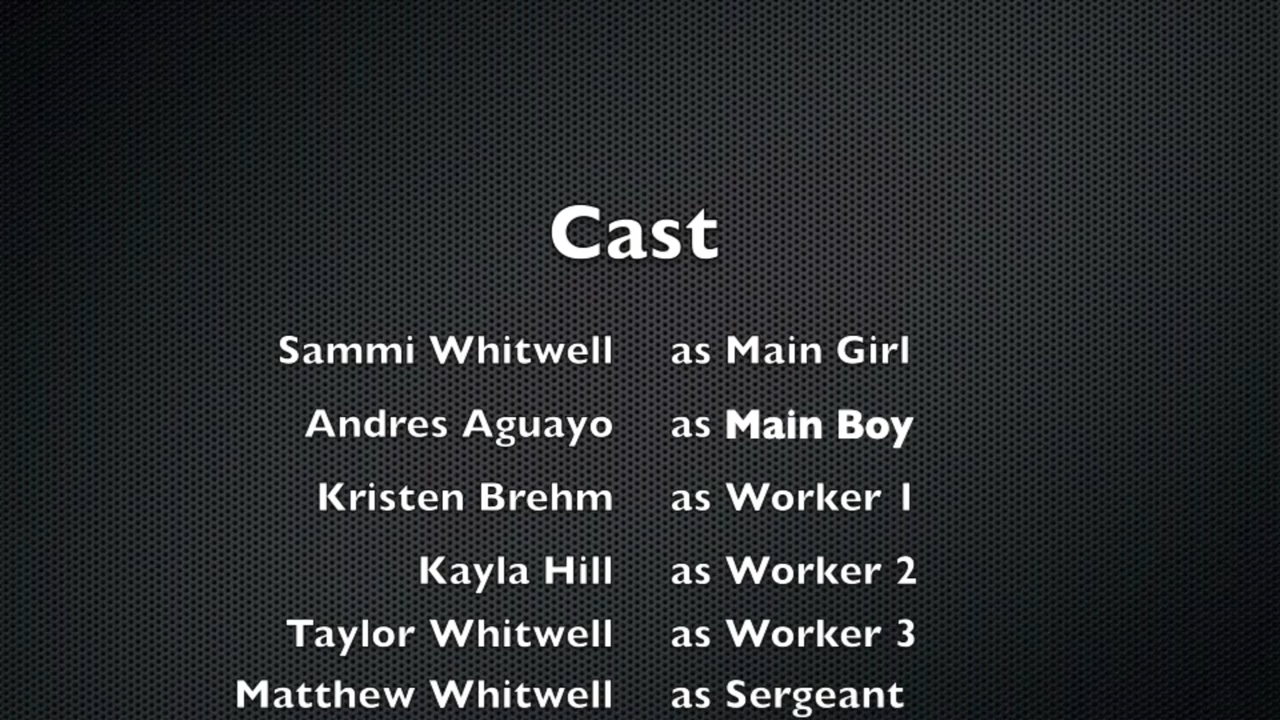 Cast
Sammi Whitwell as Main Girl
Andres Aguayo as Main Boy
Kristen Brehm as Worker 1
Kayla Hill as Worker 2
Taylor Whitwell as Worker 3
Matthew Whitwell as Sergeant